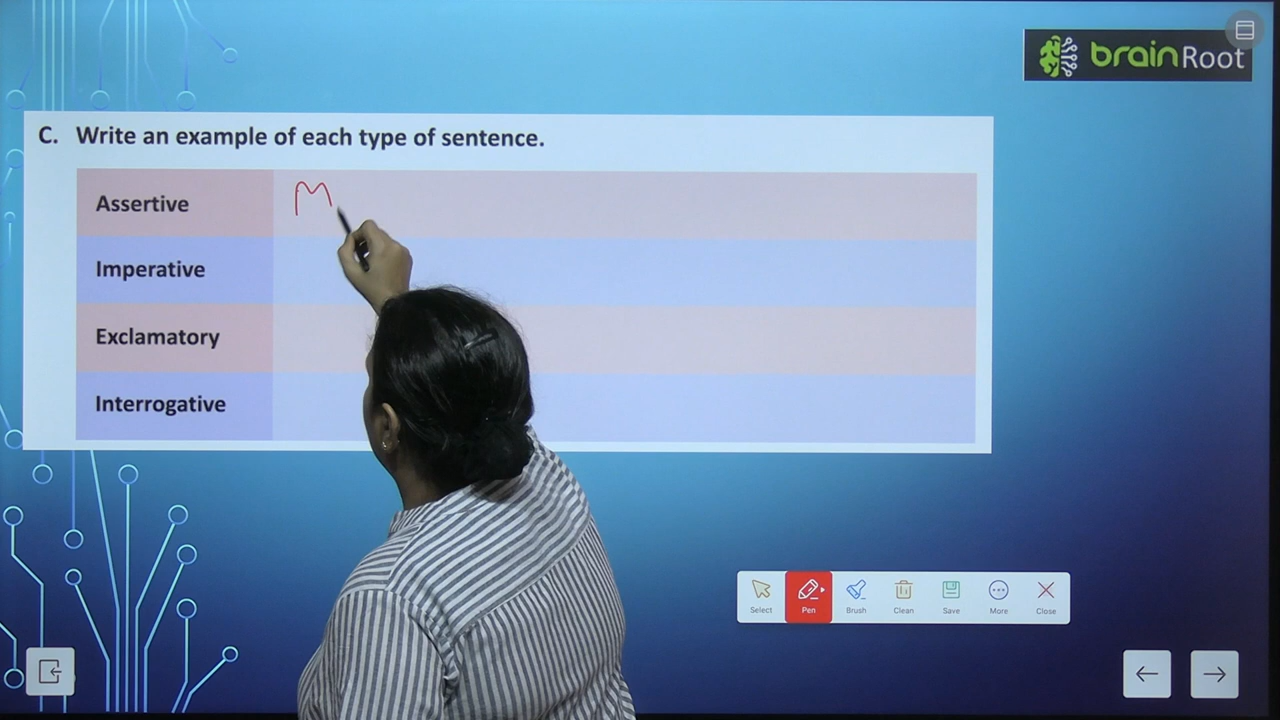 brainRoot
C. Write an example of each type of sentence.
Assertive M
Imperative
Exclamatory
Interrogative
Select Pen Brush Clean Save More Close